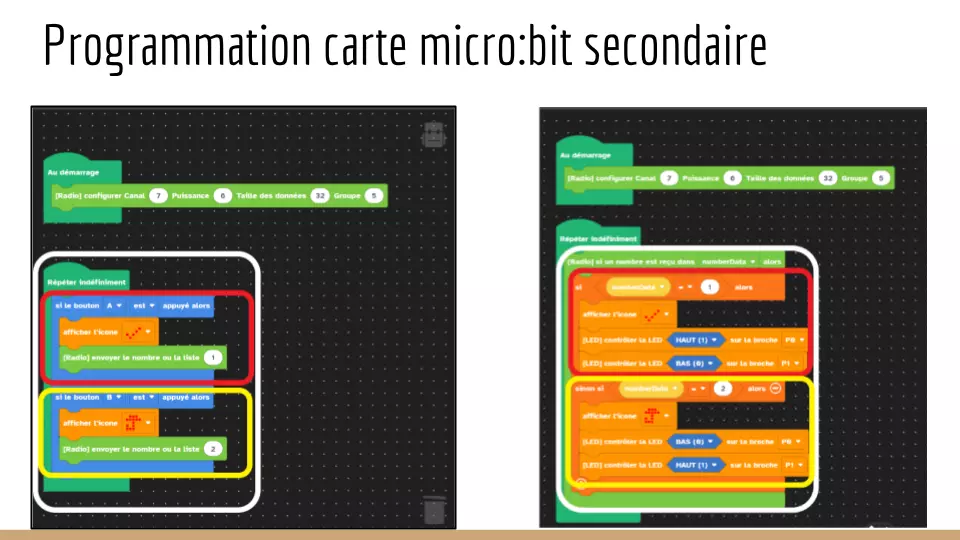 Programmation carte micro:bit secondaire
Au démarrage
[Radio] configurer Canal 7 Puissance 6 Taille des données 32 Groupe 5
Répéter indéfiniment
si le bouton A est appuyé alors
afficher l'icone
[Radio] envoyer le nombre ou la liste 1
si le bouton B est appuyé alors
afficher l'icone
[Radio] envoyer le nombre ou la liste 2
Au démarrage
[Radio] configurer Canal 7 Puissance 6 Taille des données 32 Groupe 5
Répéter indéfiniment
[Radio] si un nombre est reçu dans numberData alors
si numberData = 1 alors
afficher l'icone
[LED] contrôler la LED HAUT (1) sur la broche P0
[LED] contrôler la LED BAS (0) sur la broche P1
sinon si numberData = 2 alors
afficher l'icone
[LED] contrôler la LED BAS (0) sur la broche P0
[LED] contrôler la LED HAUT (1) sur la broche P1